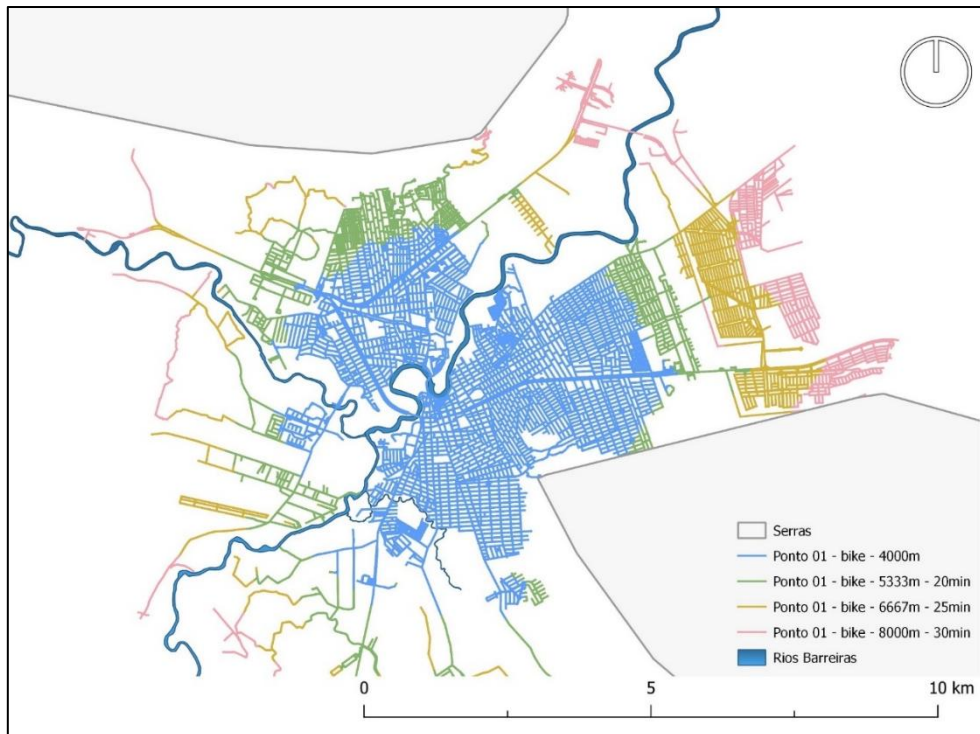 Serras
Ponto 01 - bike - 4000m
Ponto 01 - bike - 5333m - 20min
Ponto 01 - bike - 6667m - 25min
Ponto 01 - bike - 8000m - 30min
Rios Barreiras
0 5 10 km